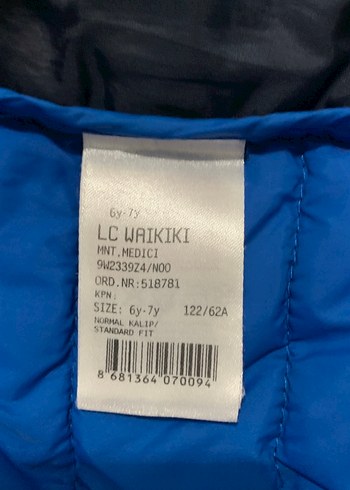 6y-7y
LC WAIKIKI
MNT.MEDICI
9W2339Z4/N00
ORD.NR:518781
KPN:
SIZE: 6y-7y 122/62A
NORMAL KALIP/
STANDARD FIT
8 681364 070094